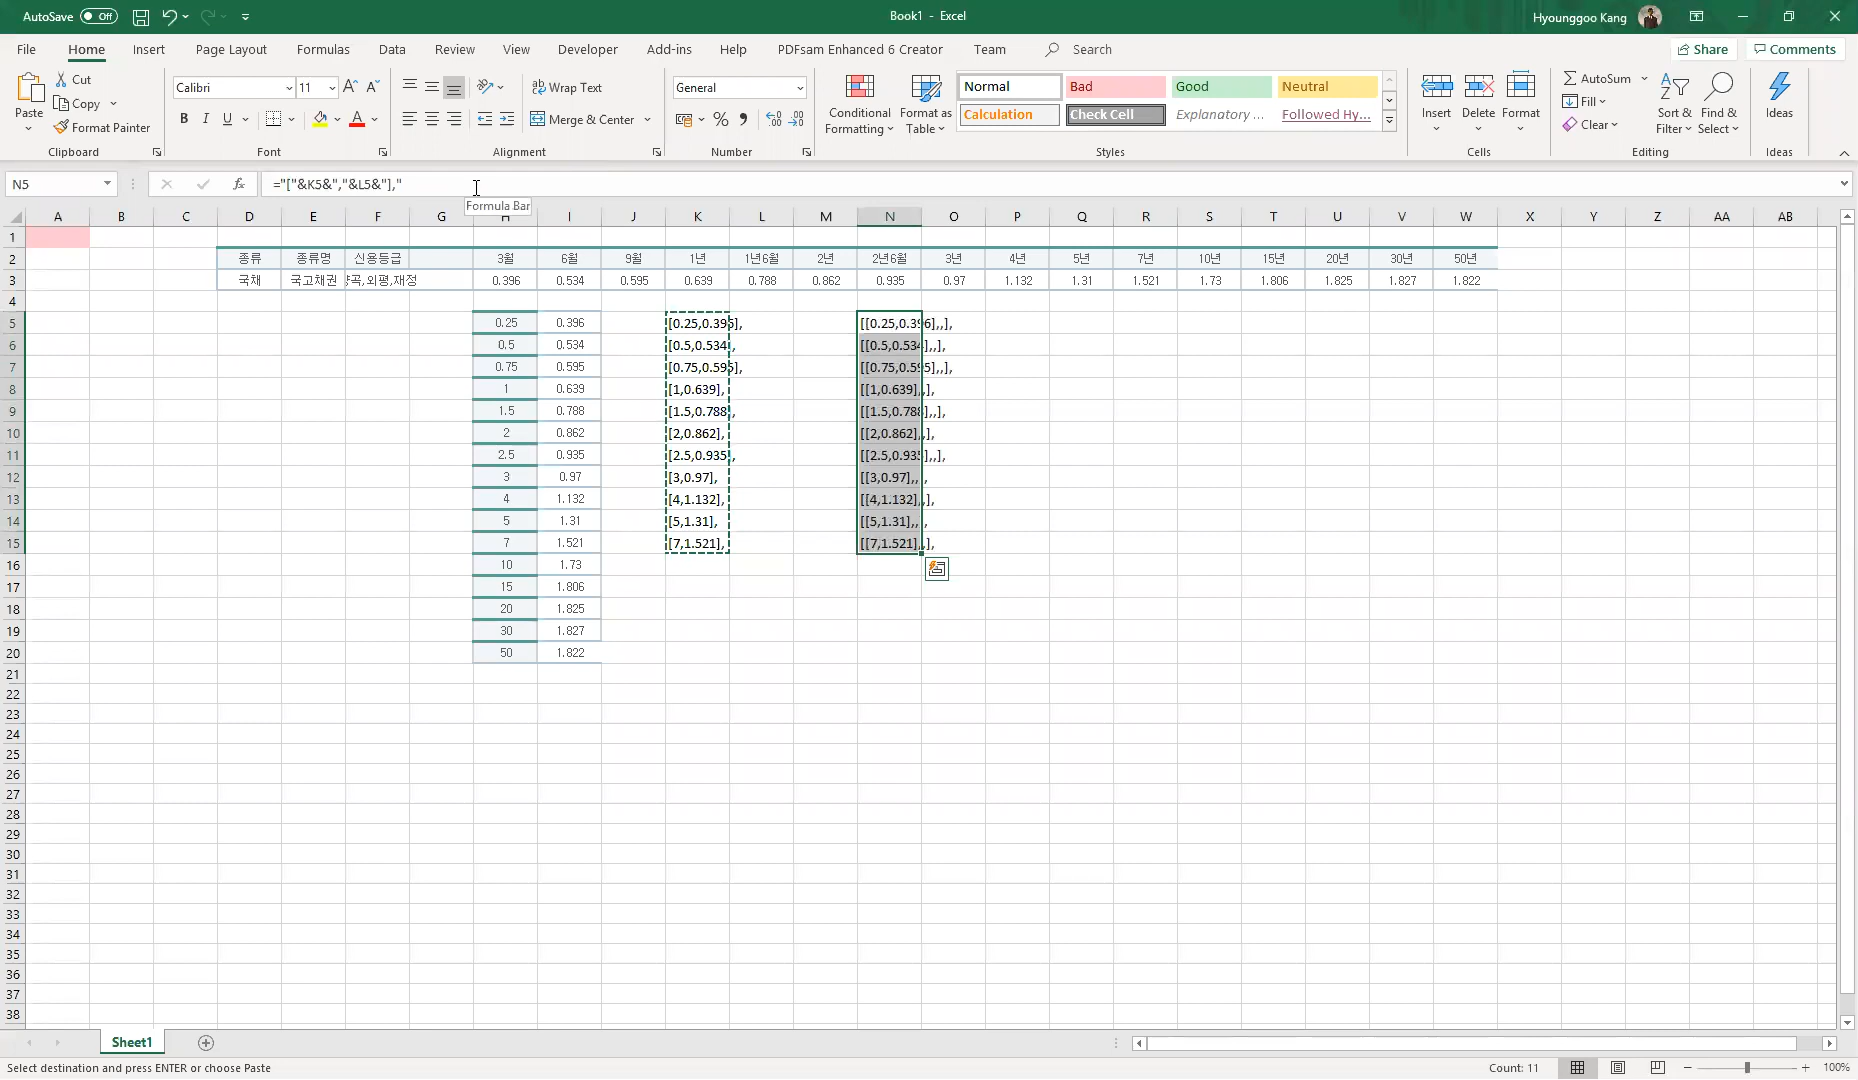 AutoSave Off Book1 - Excel Hyounggoo Kang
File Home Insert Page Layout Formulas Data Review View Developer Add-ins Help PDFsam Enhanced 6 Creator Team Search Share Comments
Paste
Cut
Copy
Format Painter
Clipboard
Calibri 11
B I U
Font
Wrap Text
Merge & Center
Alignment
General
Number
Conditional Formatting
Format as Table
Normal Bad Good Neutral
Calculation Check Cell Explanatory ... Followed Hy...
Styles
Insert Delete Format
Cells
AutoSum
Fill
Clear
Sort & Filter
Find & Select
Editing
Ideas
Ideas
N5 fx ="["&K5&","&L5&"],"
Formula Bar
A B C D E F G H I J K L M N O P Q R S T U V W X Y Z AA AB
1
2 종류 종류명 신용등급 3월 6월 9월 1년 1년6월 2년 2년6월 3년 4년 5년 7년 10년 15년 20년 30년 50년
3 국채 국고채권 곡,외평,재정 0.396 0.534 0.595 0.639 0.788 0.862 0.935 0.97 1.132 1.31 1.521 1.73 1.806 1.825 1.827 1.822
4
5 0.25 0.396 [0.25,0.396], [[0.25,0.396],,],
6 0.5 0.534 [0.5,0.534], [[0.5,0.534],,],
7 0.75 0.595 [0.75,0.595], [[0.75,0.595],,],
8 1 0.639 [1,0.639], [[1,0.639],,],
9 1.5 0.788 [1.5,0.788], [[1.5,0.788],,],
10 2 0.862 [2,0.862], [[2,0.862],,],
11 2.5 0.935 [2.5,0.935], [[2.5,0.935],,],
12 3 0.97 [3,0.97], [[3,0.97],,],
13 4 1.132 [4,1.132], [[4,1.132],,],
14 5 1.31 [5,1.31], [[5,1.31],,],
15 7 1.521 [7,1.521], [[7,1.521],,],
16 10 1.73
17 15 1.806
18 20 1.825
19 30 1.827
20 50 1.822
21
22
23
24
25
26
27
28
29
30
31
32
33
34
35
36
37
38
Sheet1
Select destination and press ENTER or choose Paste Count: 11 100%